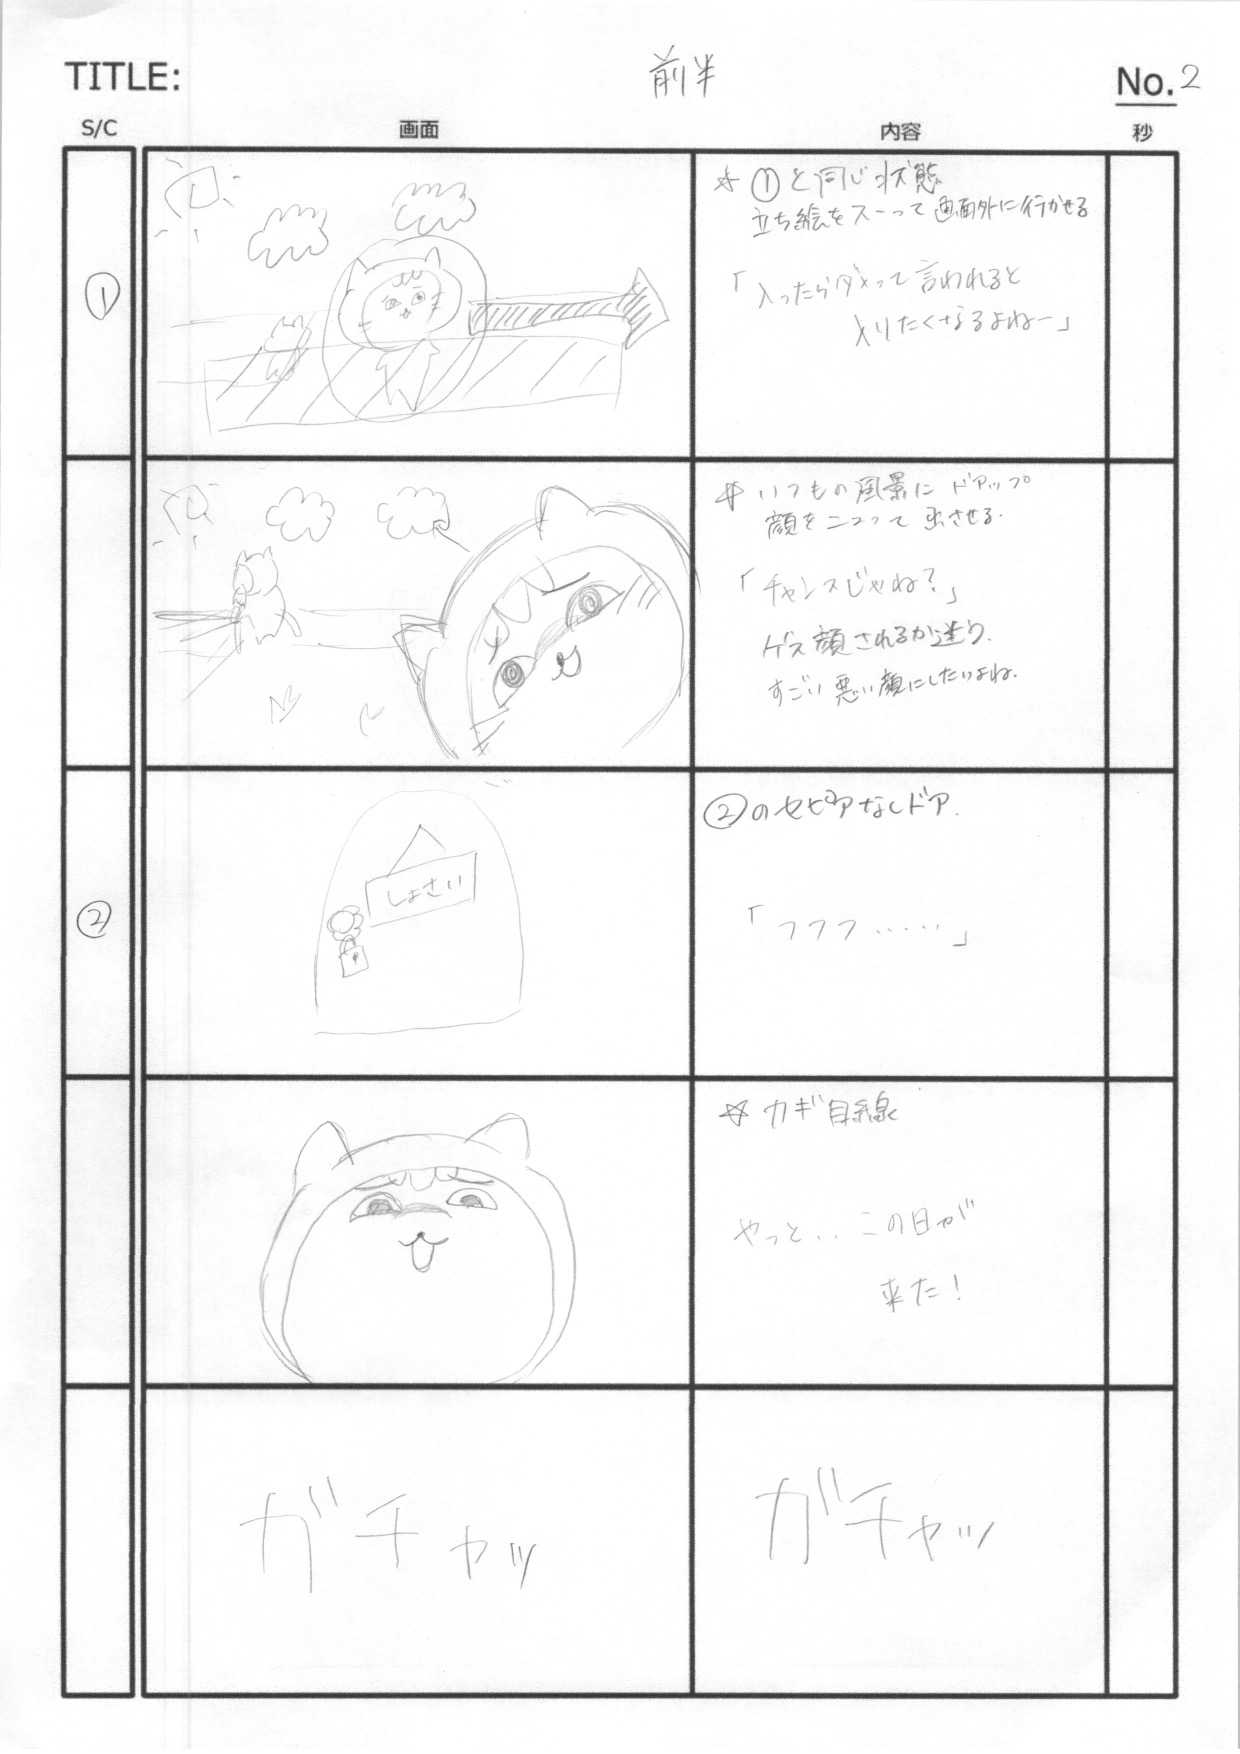 TITLE:
前半
No.2
S/C
画面
内容
秒
①
☆ ①と同じ状態
立ち絵をスーって画面外に行かせる
「入ったらダメって言われると
入りたくなるよねー」
☆ いつもの風景にドアップ
顔をニュって出させる.
「チャンスじゃね?」
ゲス顔されるか迷う.
すごい悪い顔にしたいよね.
②
しょさい
②のセピアなしドア.
「フフフ……」
☆ カギ目線
やっと..この日が
来た!
ガチャッ
ガチャッ